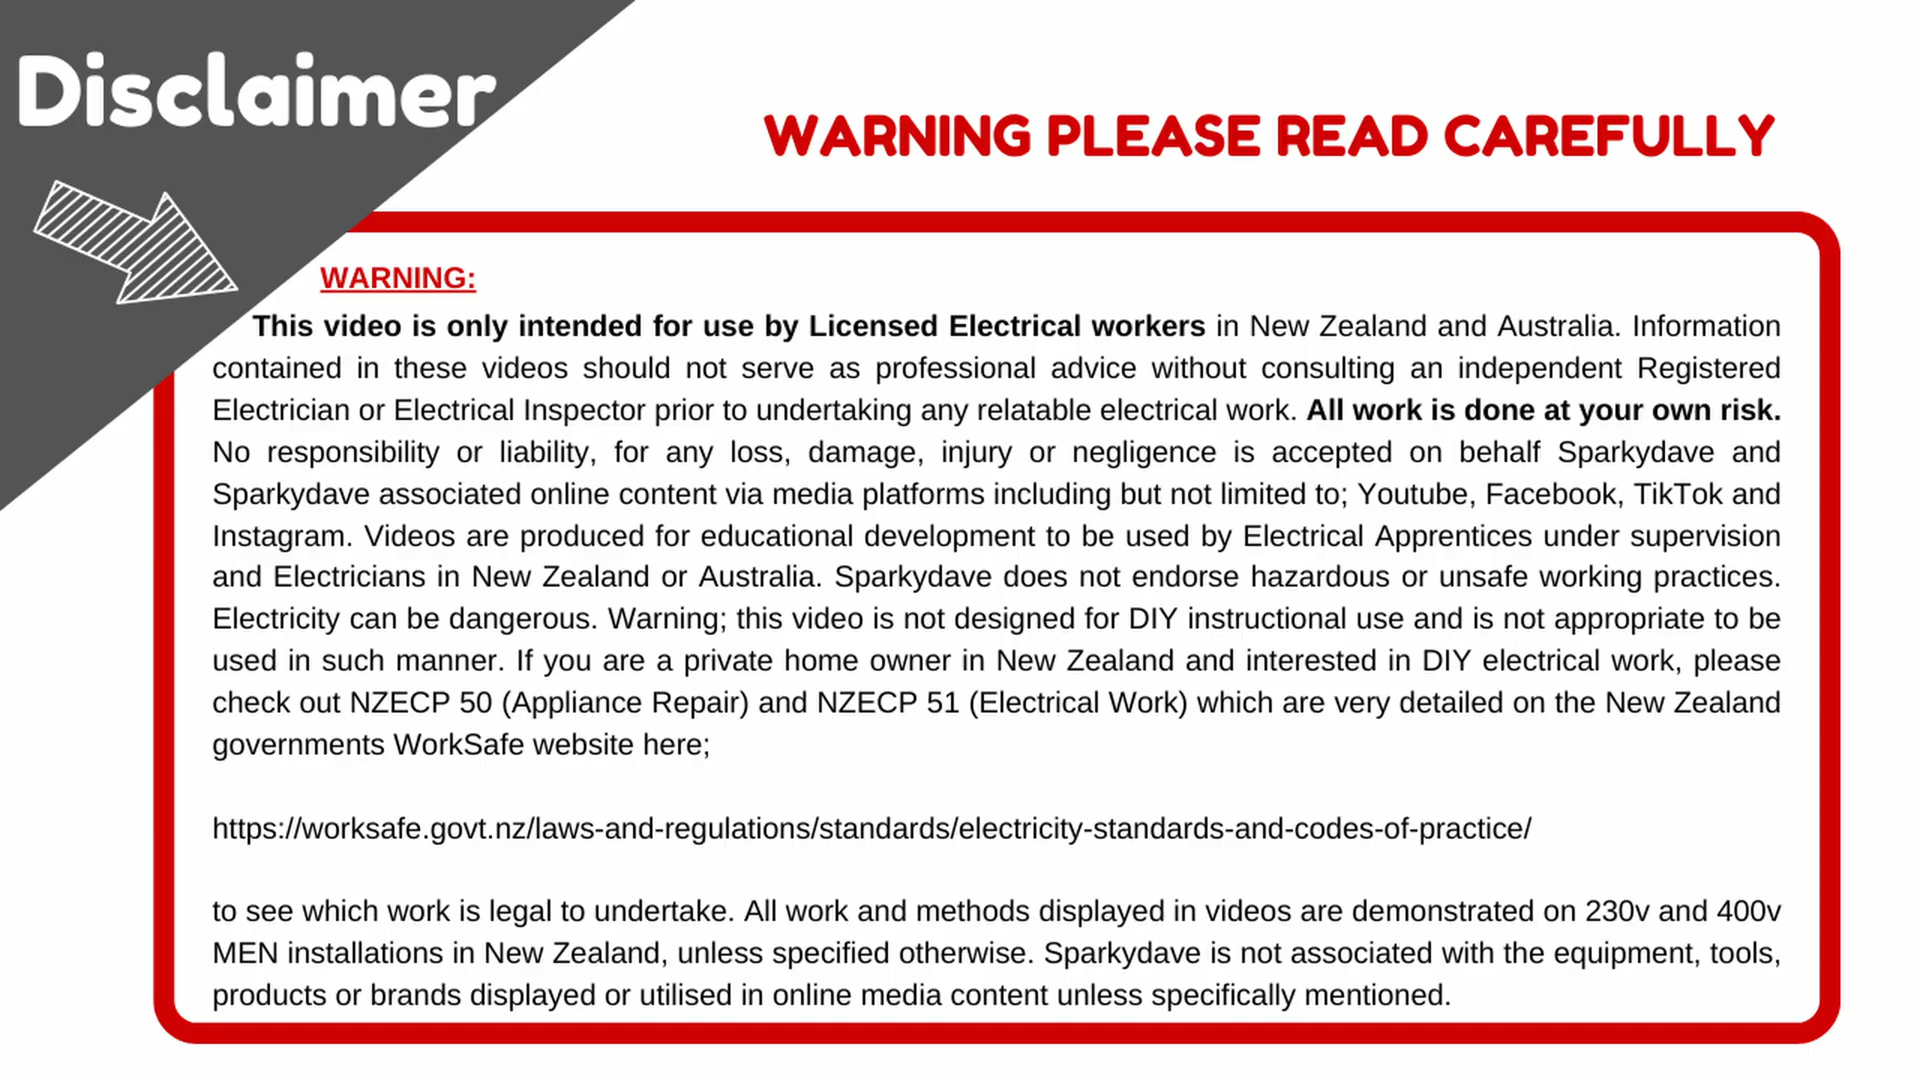 Disclaimer
WARNING PLEASE READ CAREFULLY
WARNING:
This video is only intended for use by Licensed Electrical workers in New Zealand and Australia. Information
contained in these videos should not serve as professional advice without consulting an independent Registered
Electrician or Electrical Inspector prior to undertaking any relatable electrical work. All work is done at your own risk.
No responsibility or liability, for any loss, damage, injury or negligence is accepted on behalf Sparkydave and
Sparkydave associated online content via media platforms including but not limited to; Youtube, Facebook, TikTok and
Instagram. Videos are produced for educational development to be used by Electrical Apprentices under supervision
and Electricians in New Zealand or Australia. Sparkydave does not endorse hazardous or unsafe working practices.
Electricity can be dangerous. Warning; this video is not designed for DIY instructional use and is not appropriate to be
used in such manner. If you are a private home owner in New Zealand and interested in DIY electrical work, please
check out NZECP 50 (Appliance Repair) and NZECP 51 (Electrical Work) which are very detailed on the New Zealand
governments WorkSafe website here;
https://worksafe.govt.nz/laws-and-regulations/standards/electricity-standards-and-codes-of-practice/
to see which work is legal to undertake. All work and methods displayed in videos are demonstrated on 230v and 400v
MEN installations in New Zealand, unless specified otherwise. Sparkydave is not associated with the equipment, tools,
products or brands displayed or utilised in online media content unless specifically mentioned.